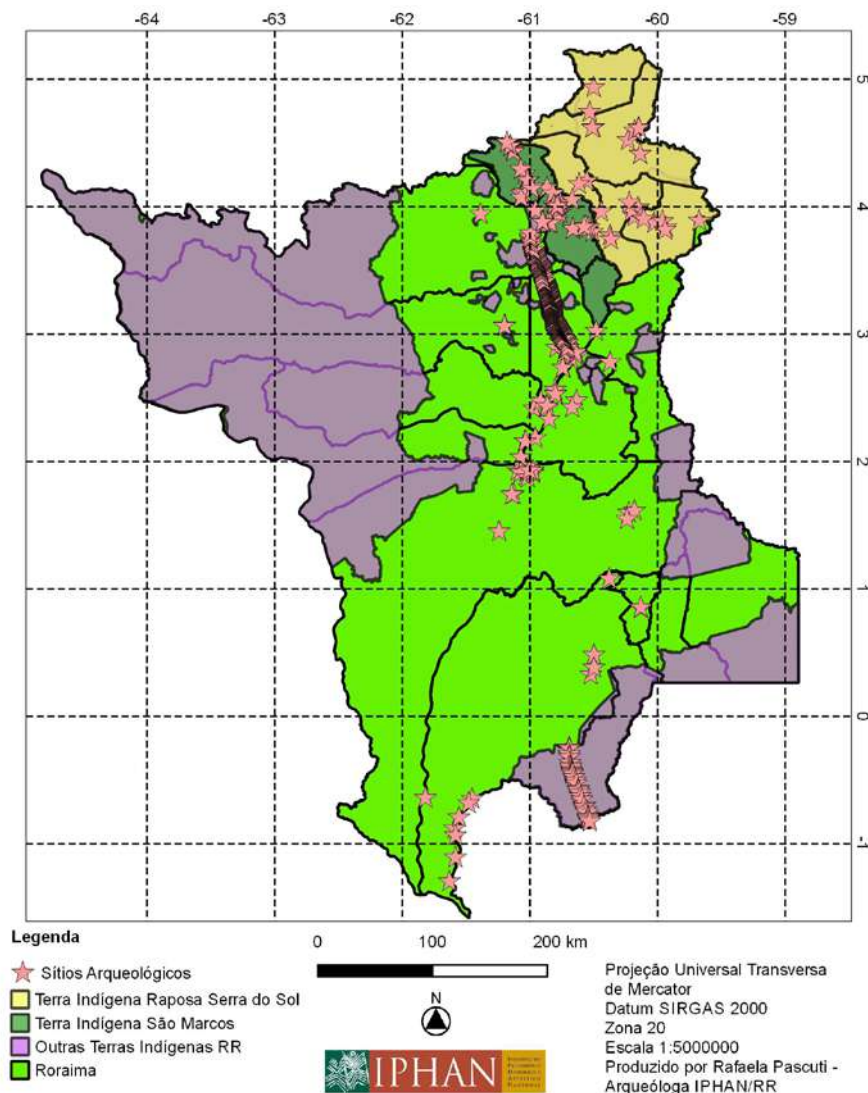 -64 -63 -62 -61 -60 -59
5
4
3
2
1
0
-1
Legenda
Sítios Arqueológicos
Terra Indígena Raposa Serra do Sol
Terra Indígena São Marcos
Outras Terras Indígenas RR
Roraima
0 100 200 km
N
IPHAN
Projeção Universal Transversa
de Mercator
Datum SIRGAS 2000
Zona 20
Escala 1:5000000
Produzido por Rafaela Pascuti -
Arqueóloga IPHAN/RR